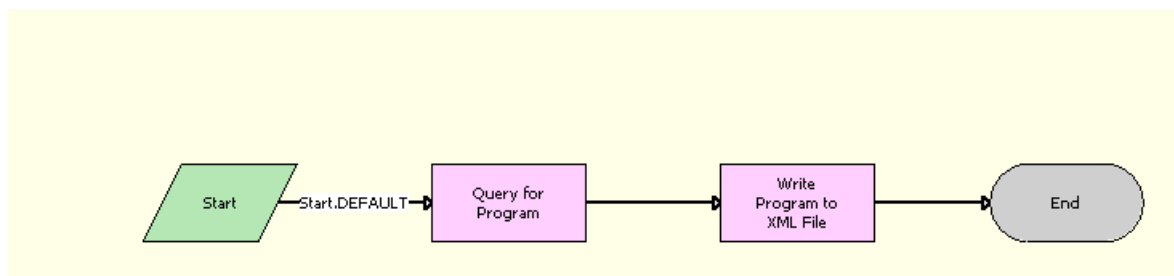 Start
Start.DEFAULT
Query for
Program
Write
Program to
XML File
End